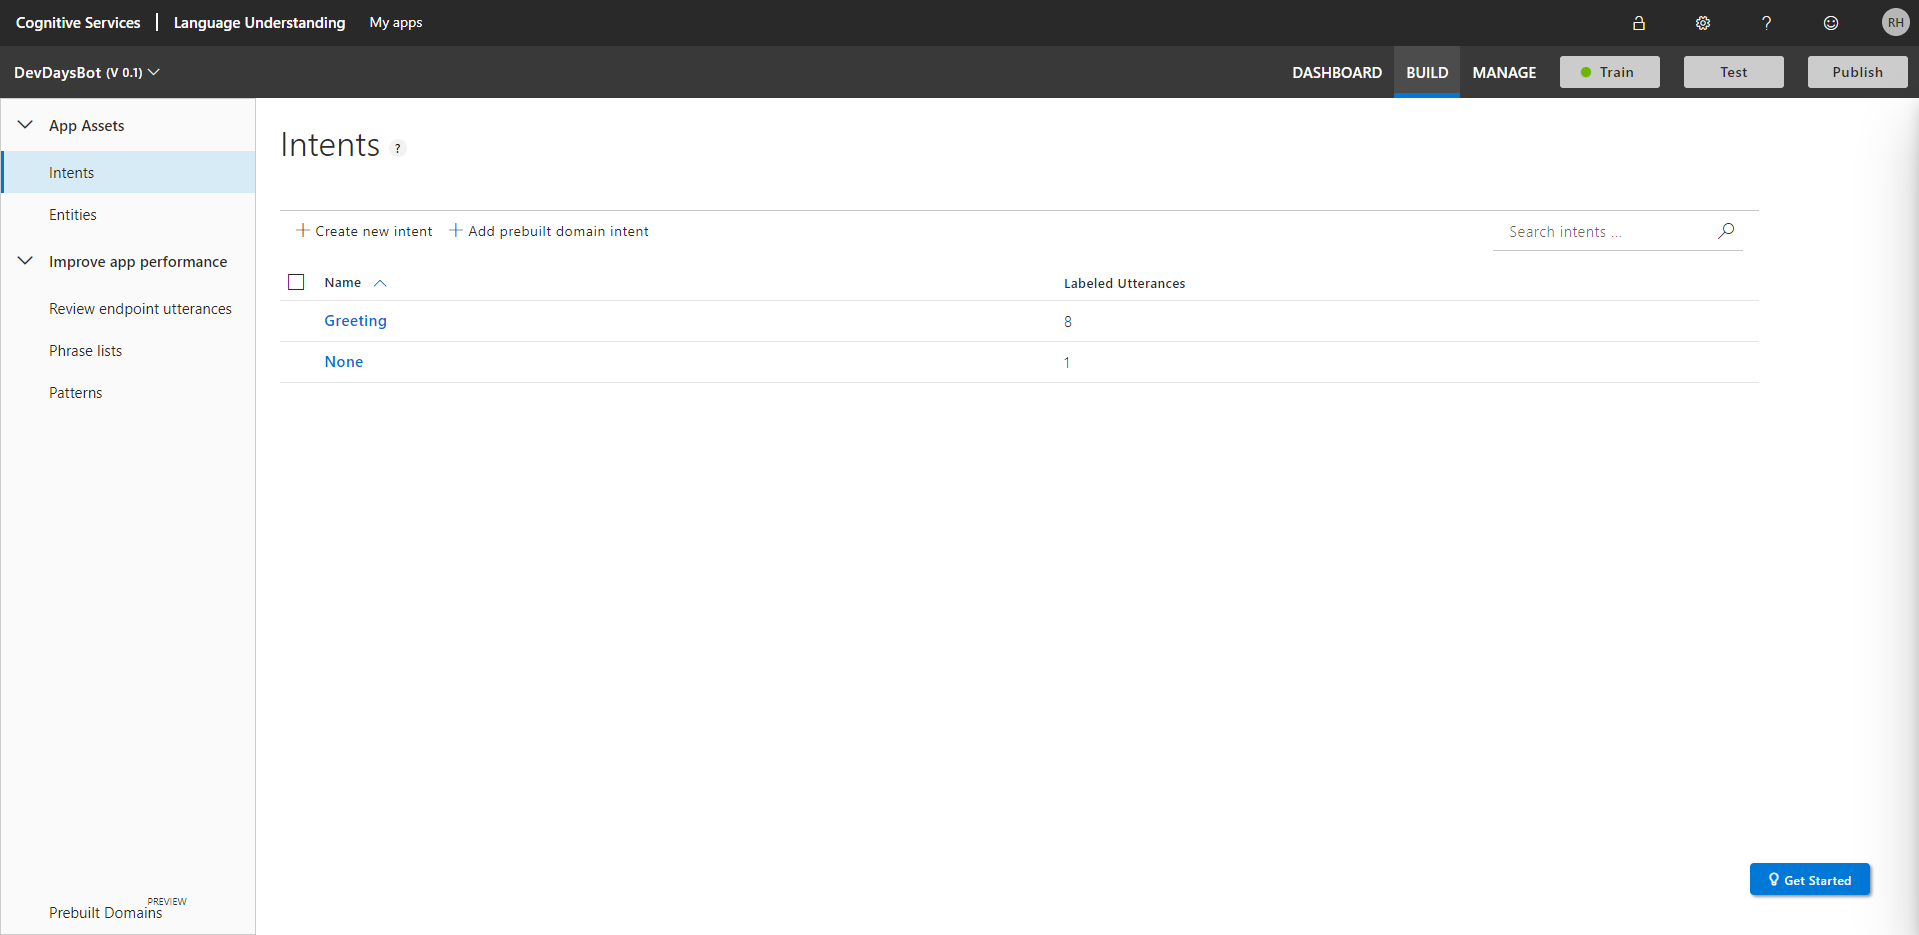 Cognitive Services | Language Understanding My apps ? RH
DevDaysBot (V 0.1) DASHBOARD BUILD MANAGE Train Test Publish
App Assets
Intents
Entities
Improve app performance
Review endpoint utterances
Phrase lists
Patterns
Prebuilt Domains PREVIEW
Intents ?
+ Create new intent + Add prebuilt domain intent Search intents ...
Name Labeled Utterances
Greeting 8
None 1
Get Started